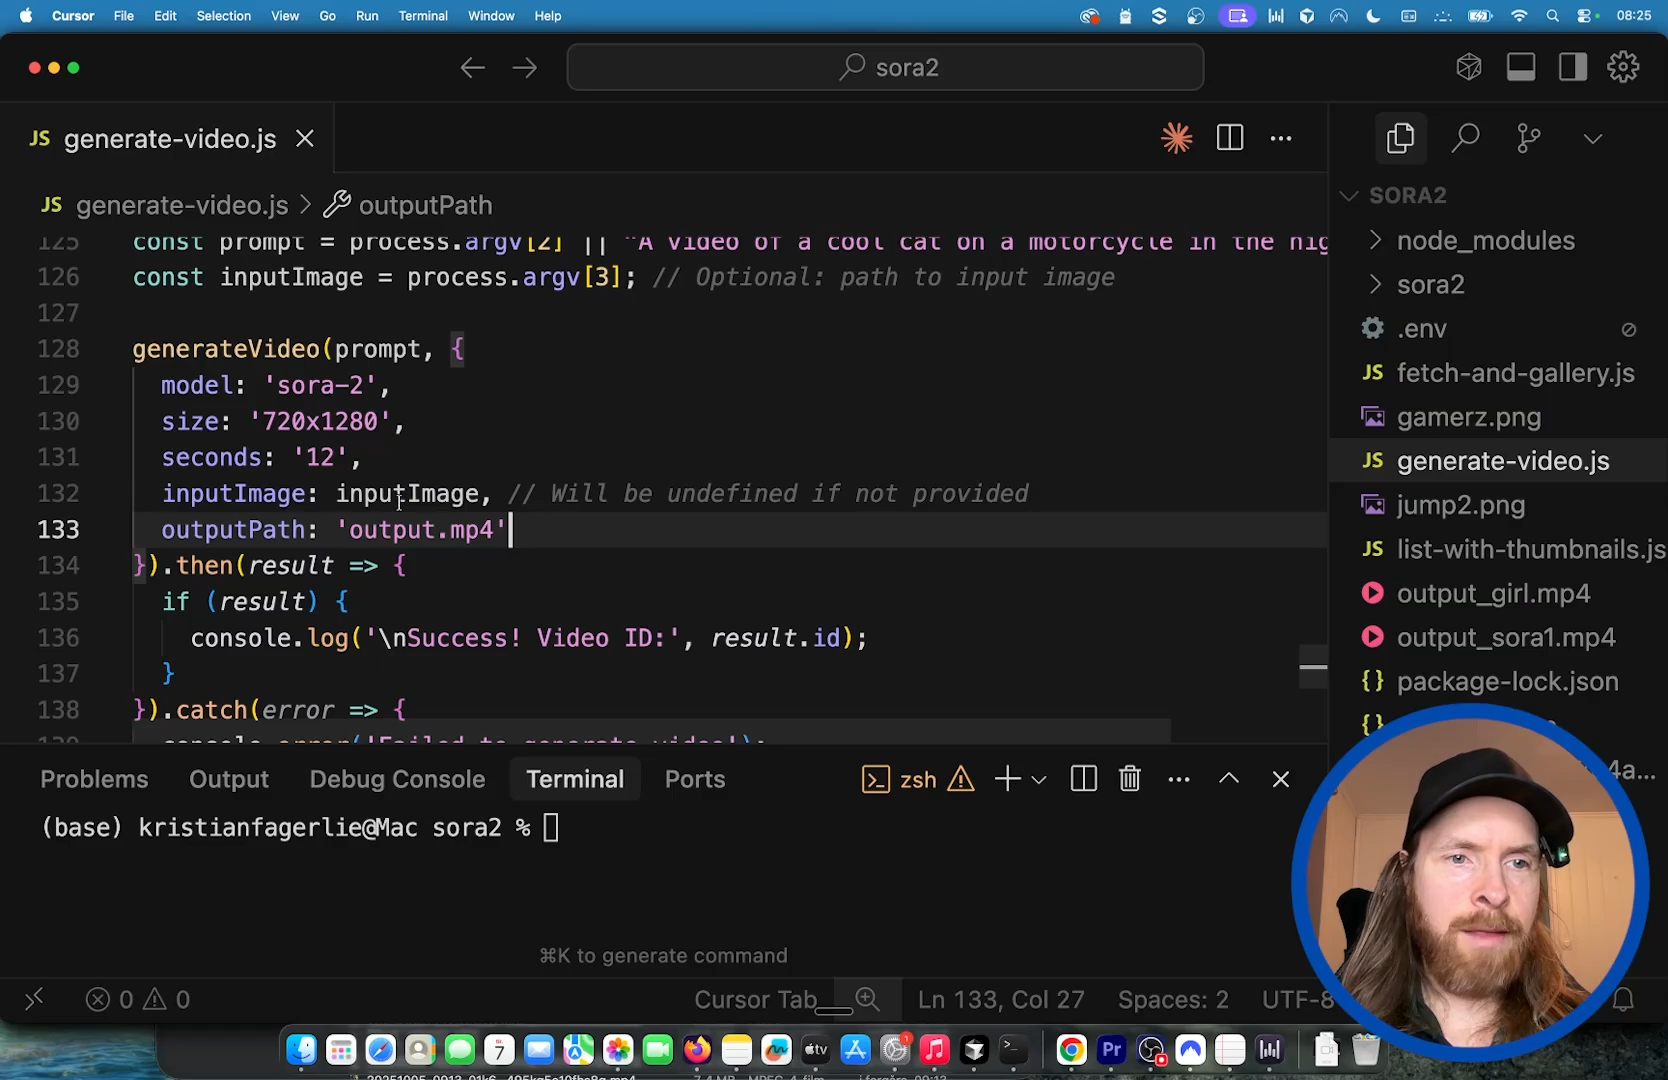 Cursor File Edit Selection View Go Run Terminal Window Help 08:25
sora2
JS generate-video.js
JS generate-video.js > outputPath
125 const prompt = process.argv[2] || "A video of a cool cat on a motorcycle in the nig
126 const inputImage = process.argv[3]; // Optional: path to input image
127
128 generateVideo(prompt, {
129 model: 'sora-2',
130 size: '720x1280',
131 seconds: '12',
132 inputImage: inputImage, // Will be undefined if not provided
133 outputPath: 'output.mp4'
134 }).then(result => {
135 if (result) {
136 console.log('\nSuccess! Video ID:', result.id);
137 }
138 }).catch(error => {
console.error('Failed to generate video');
SORA2
node_modules
sora2
.env
JS fetch-and-gallery.js
gamerz.png
JS generate-video.js
jump2.png
JS list-with-thumbnails.js
output_girl.mp4
output_sora1.mp4
{} package-lock.json
{}
4a...
Problems Output Debug Console Terminal Ports zsh
(base) kristianfagerlie@Mac sora2 %
⌘K to generate command
0 0 Cursor Tab Ln 133, Col 27 Spaces: 2 UTF-8
7 tv 1 Pr